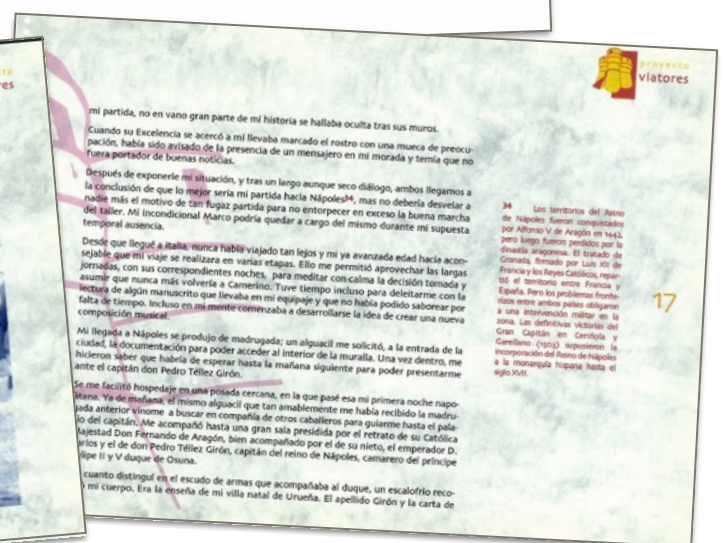 to
es
proyecto
viatores
mi partida, no en vano gran parte de mi historia se hallaba oculta tras sus muros.
Cuando su Excelencia se acercó a mí llevaba marcado el rostro con una mueca de preocu-
pación, había sido avisado de la presencia de un mensajero en mi morada y temía que no
fuera portador de buenas noticias.
Después de exponerle mi situación, y tras un largo aunque seco diálogo, ambos llegamos a
la conclusión de que lo mejor sería mi partida hacia Nápoles34, mas no debería desvelar a
nadie más el motivo de tan fugaz partida para no entorpecer en exceso la buena marcha
del taller. Mi incondicional Marco podría quedar a cargo del mismo durante mi supuesta
temporal ausencia.
Desde que llegué a Italia, nunca había viajado tan lejos y mi ya avanzada edad hacía acon-
sejable que mi viaje se realizara en varias etapas. Ello me permitió aprovechar las largas
jornadas, con sus correspondientes noches, para meditar con calma la decisión tomada y
asumir que nunca más volvería a Camerino. Tuve tiempo incluso para deleitarme con la
lectura de algún manuscrito que llevaba en mi equipaje y que no había podido saborear por
falta de tiempo. Incluso en mi mente comenzaba a desarrollarse la idea de crear una nueva
composición musical.
Mi llegada a Nápoles se produjo de madrugada; un alguacil me solicitó, a la entrada de la
ciudad, la documentación para poder acceder al interior de la muralla. Una vez dentro, me
hicieron saber que habría de esperar hasta la mañana siguiente para poder presentarme
ante el capitán don Pedro Téllez Girón.
Se me facilitó hospedaje en una posada cercana, en la que pasé esa mi primera noche napo-
litana. Ya de mañana, el mismo alguacil que tan amablemente me había recibido la madru-
ada anterior vínome a buscar en compañía de otros caballeros para guiarme hasta el pala-
io del capitán. Me acompañó hasta una gran sala presidida por el retrato de su Católica
Majestad Don Fernando de Aragón, bien acompañado por el de su nieto, el emperador D.
arlos y el de don Pedro Téllez Girón, capitán del reino de Nápoles, camarero del príncipe
lipe II y V duque de Osuna.
cuanto distinguí en el escudo de armas que acompañaba al duque, un escalofrío reco-
mi cuerpo. Era la enseña de mi villa natal de Urueña. El apellido Girón y la carta de
34 Los territorios del Reino
de Nápoles fueron conquistados
por Alfonso V de Aragón en 1442,
pero luego fueron perdidos por la
dinastía aragonesa. El tratado de
Granada, firmado por Luis XII de
Francia y los Reyes Católicos, repar-
tió el territorio entre Francia y
España. Pero los problemas fronte-
rizos entre ambos países obligaron
a una intervención militar en la
zona. Las definitivas victorias del
Gran Capitán en Ceriñola y
Garellano (1503) supusieron la
incorporación del Reino de Nápoles
a la monarquía hispana hasta el
siglo XVII.
17